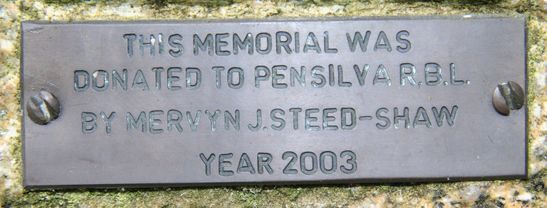 THIS MEMORIAL WAS
DONATED TO PENSILVA R.B.L.
BY MERVYN J. STEED-SHAW
YEAR 2003